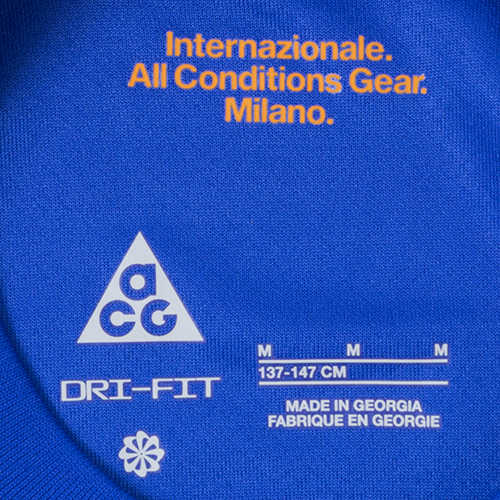 Internazionale.
All Conditions Gear.
Milano.
aCG
DRI-FIT
M M M
137-147 CM
MADE IN GEORGIA
FABRIQUE EN GEORGIE